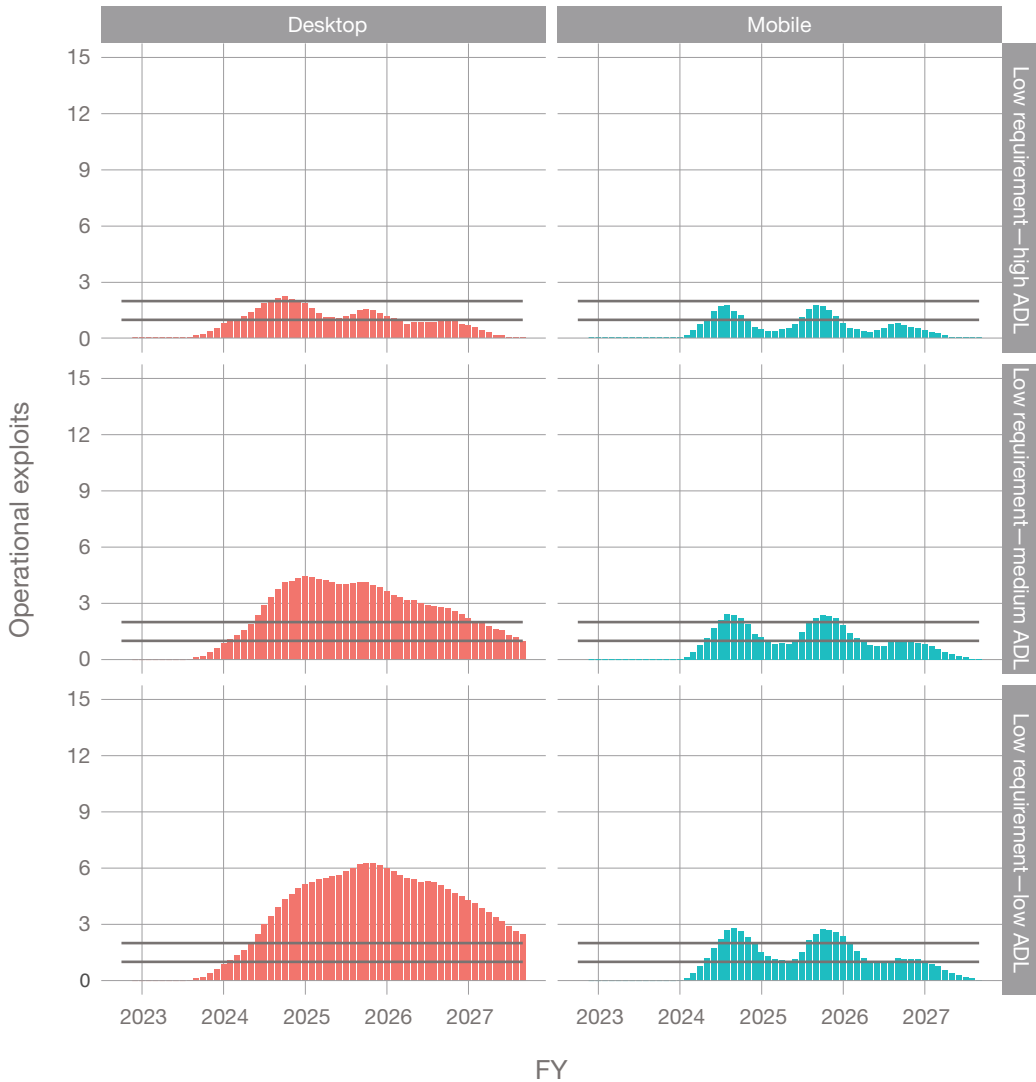 Desktop
Mobile
15
12
9
6
3
0
Low requirement—high ADL
15
12
9
6
3
0
Low requirement—medium ADL
15
12
9
6
3
0
Low requirement—low ADL
Operational exploits
2023 2024 2025 2026 2027
2023 2024 2025 2026 2027
FY